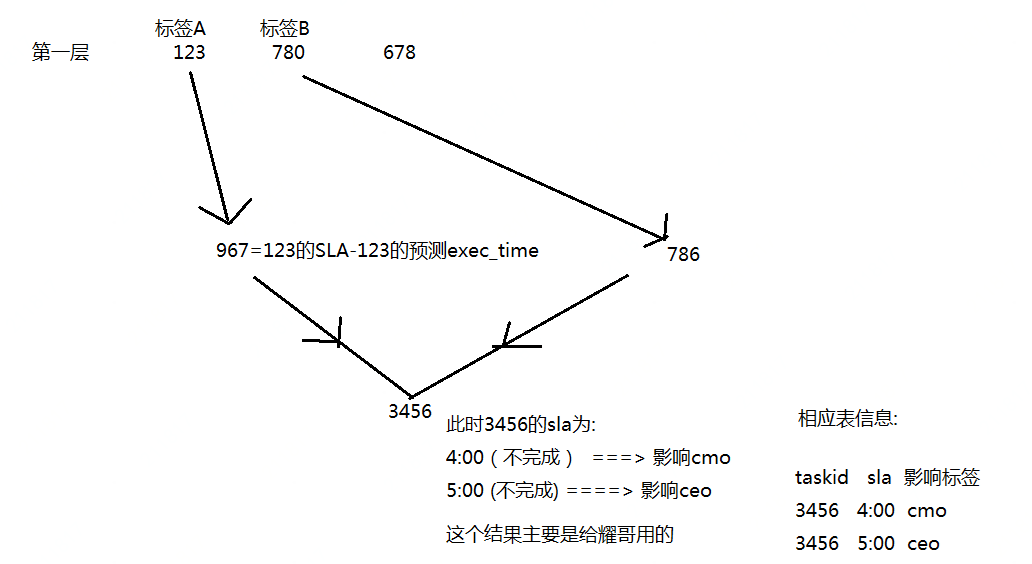 标签A 标签B
第一层 123 780 678
967=123的SLA-123的预测exec_time
786
3456
此时3456的sla为:
4:00 ( 不完成 ) ===> 影响cmo
5:00 (不完成) ====> 影响ceo
这个结果主要是给耀哥用的
相应表信息:
taskid sla 影响标签
3456 4:00 cmo
3456 5:00 ceo